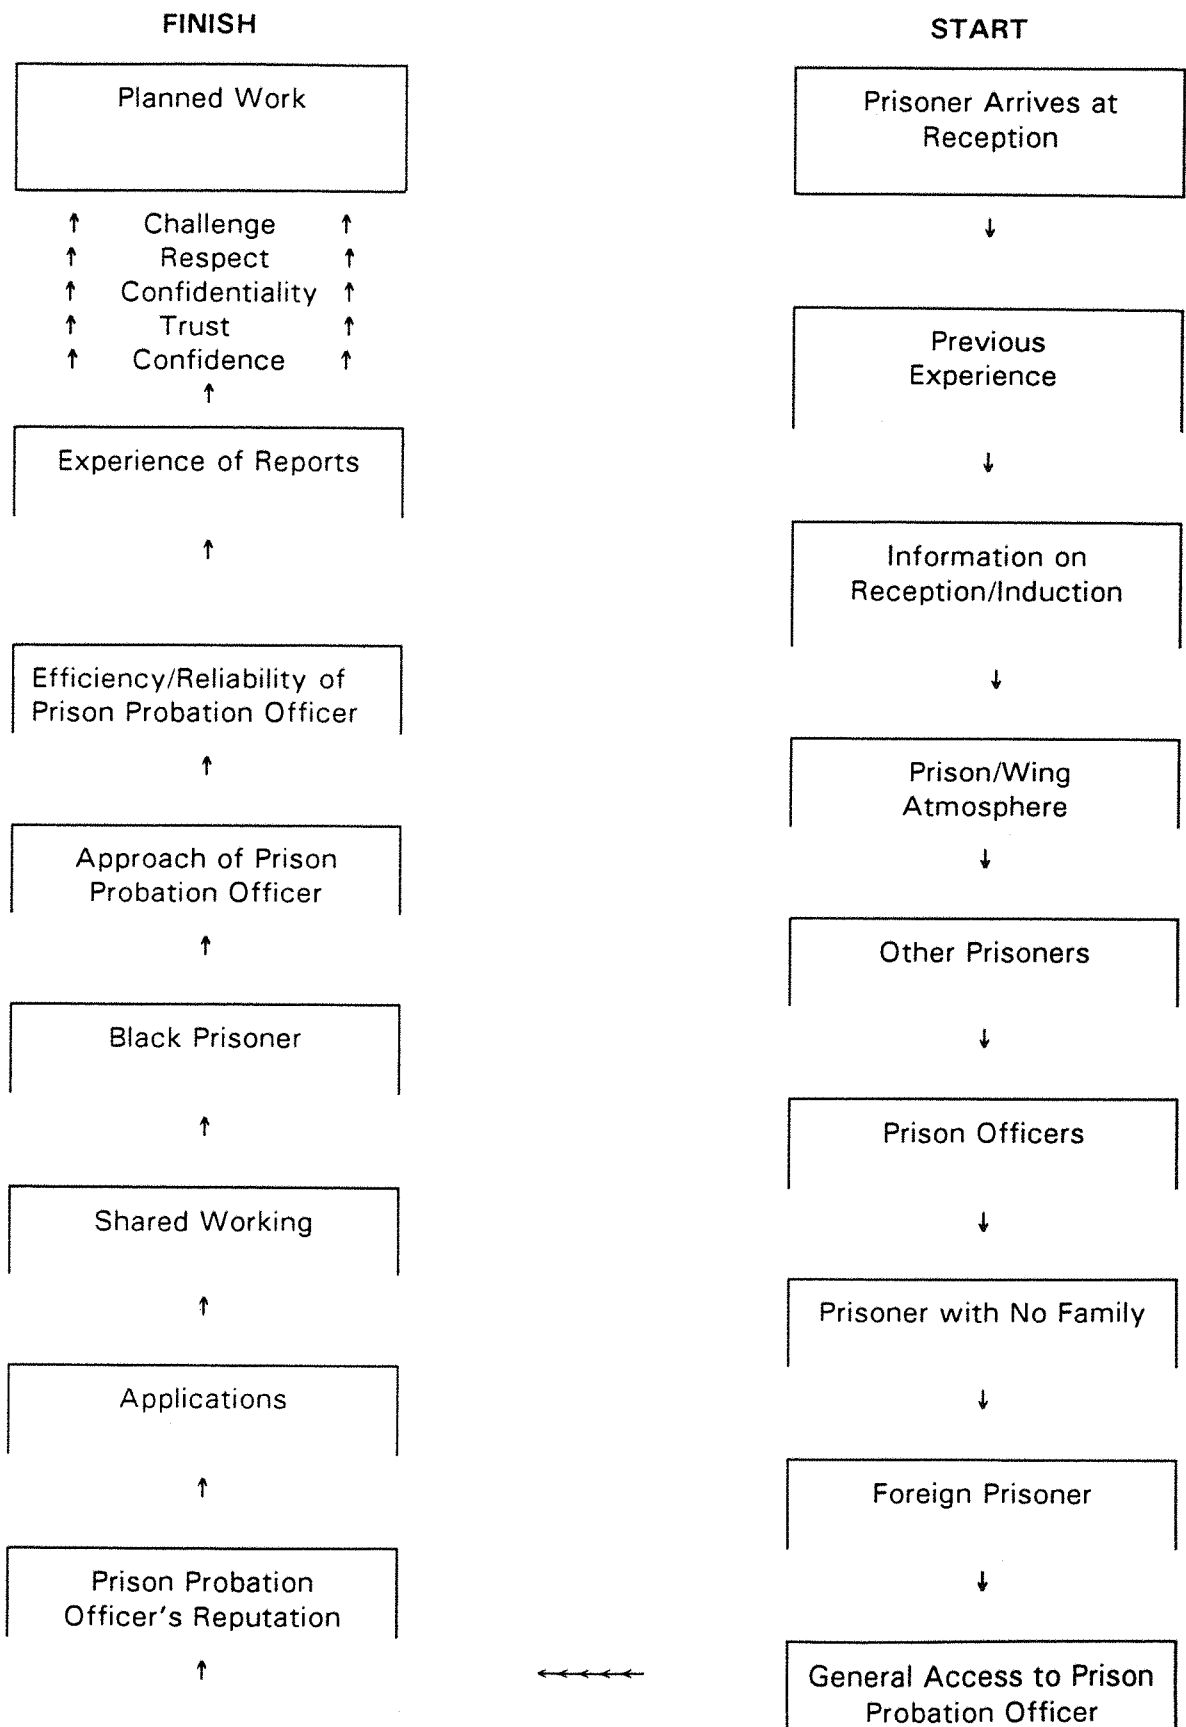 START
Prisoner Arrives at
Reception
Previous
Experience
Information on
Reception/Induction
Prison/Wing
Atmosphere
Other Prisoners
Prison Officers
Prisoner with No Family
Foreign Prisoner
General Access to Prison
Probation Officer
FINISH
Planned Work
Challenge
Respect
Confidentiality
Trust
Confidence
Experience of Reports
Efficiency/Reliability of
Prison Probation Officer
Approach of Prison
Probation Officer
Black Prisoner
Shared Working
Applications
Prison Probation
Officer's Reputation